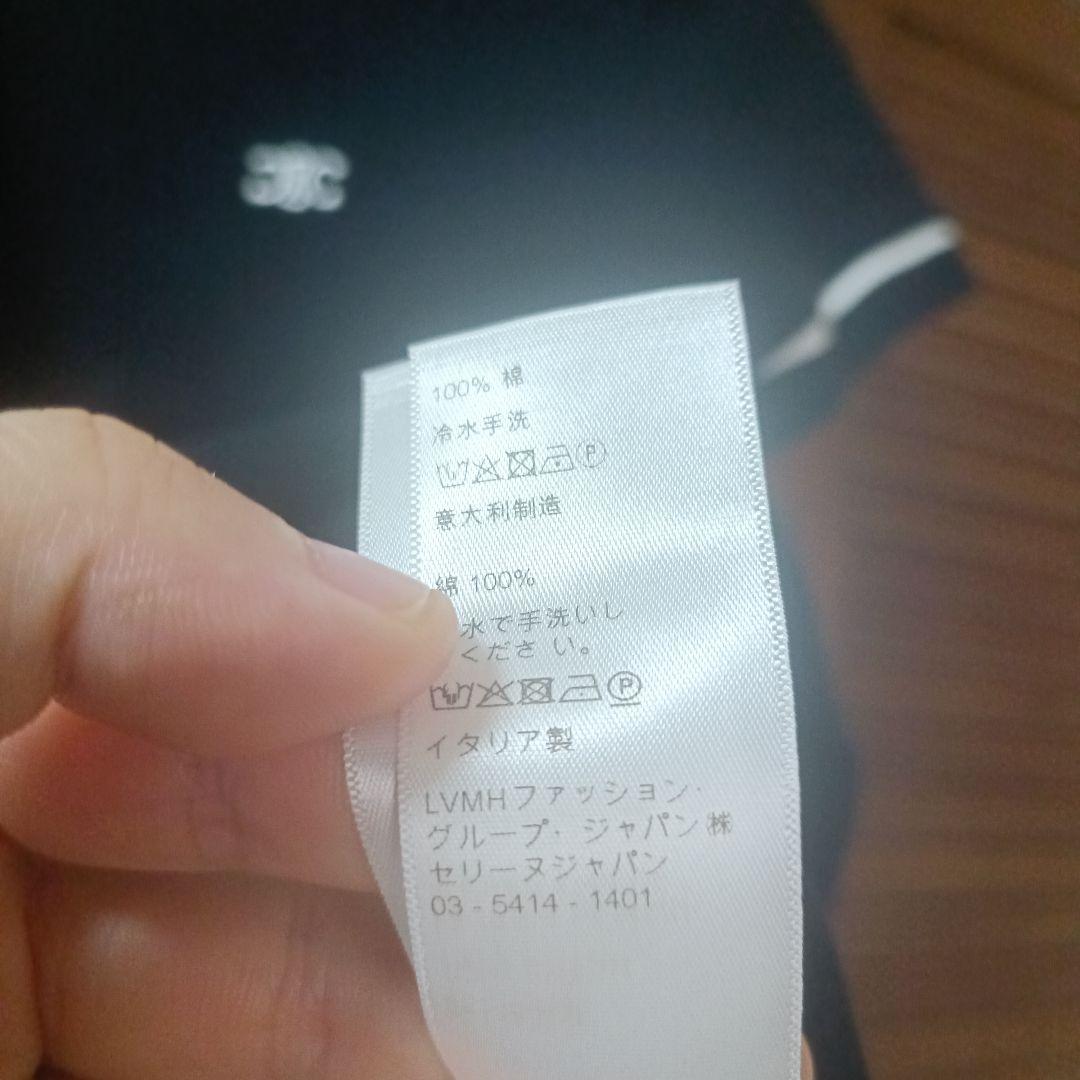 100% 棉
冷水手洗
P
意大利制造
綿 100%
水で手洗いし
ください。
P
イタリア製
LVMHファッション·
グループ· ジャパン㈱
セリーヌジャパン
03 - 5414 - 1401